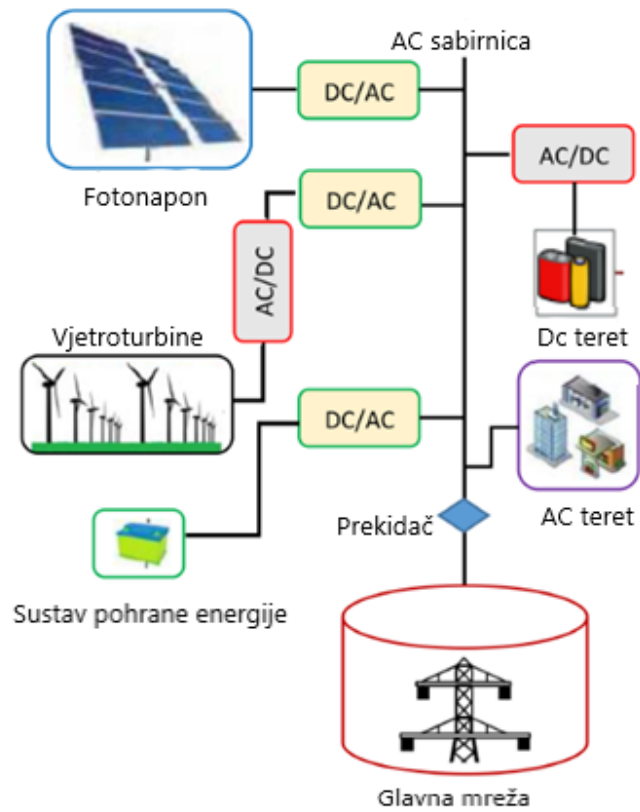 AC sabirnica
DC/AC
Fotonapon
AC/DC
DC/AC
AC/DC
Vjetroturbine
Dc teret
DC/AC
Prekidač
AC teret
Sustav pohrane energije
Glavna mreža